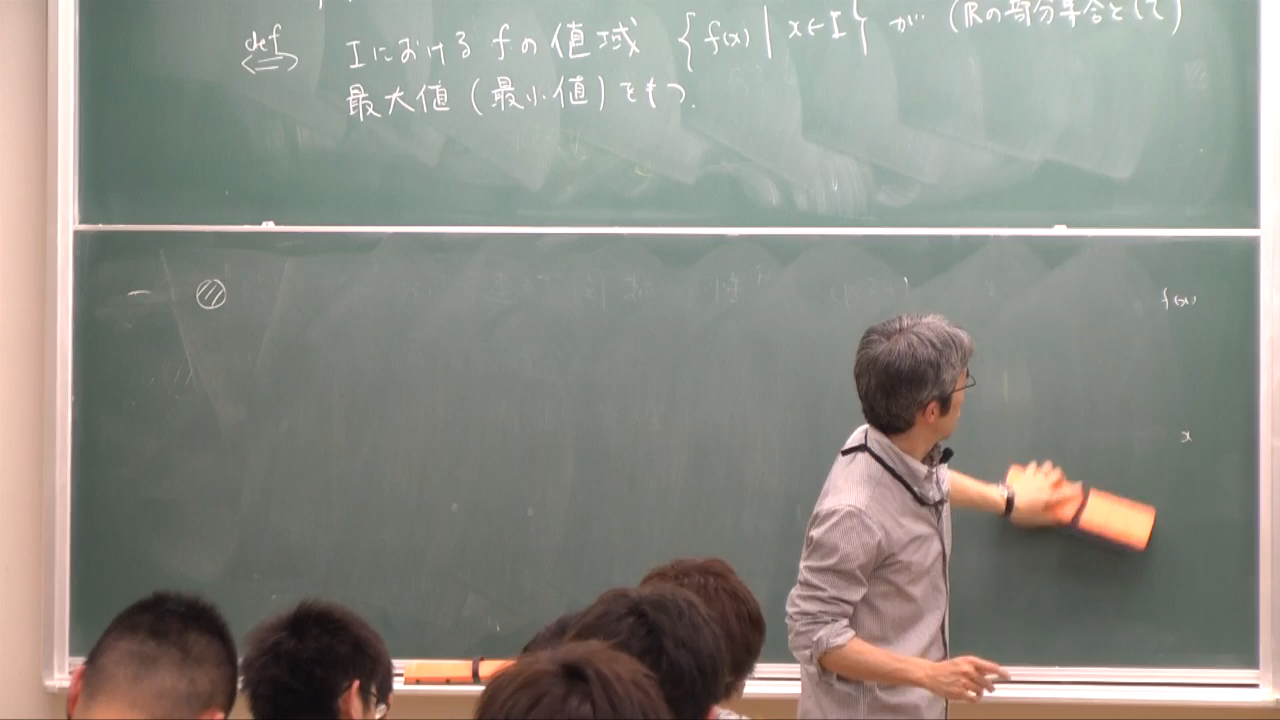 def
⟺ Iにおける fの値域 {f(x) | x∈I} が (Rの部分集合として)
最大値 (最小値) をもつ.
f(x)
x